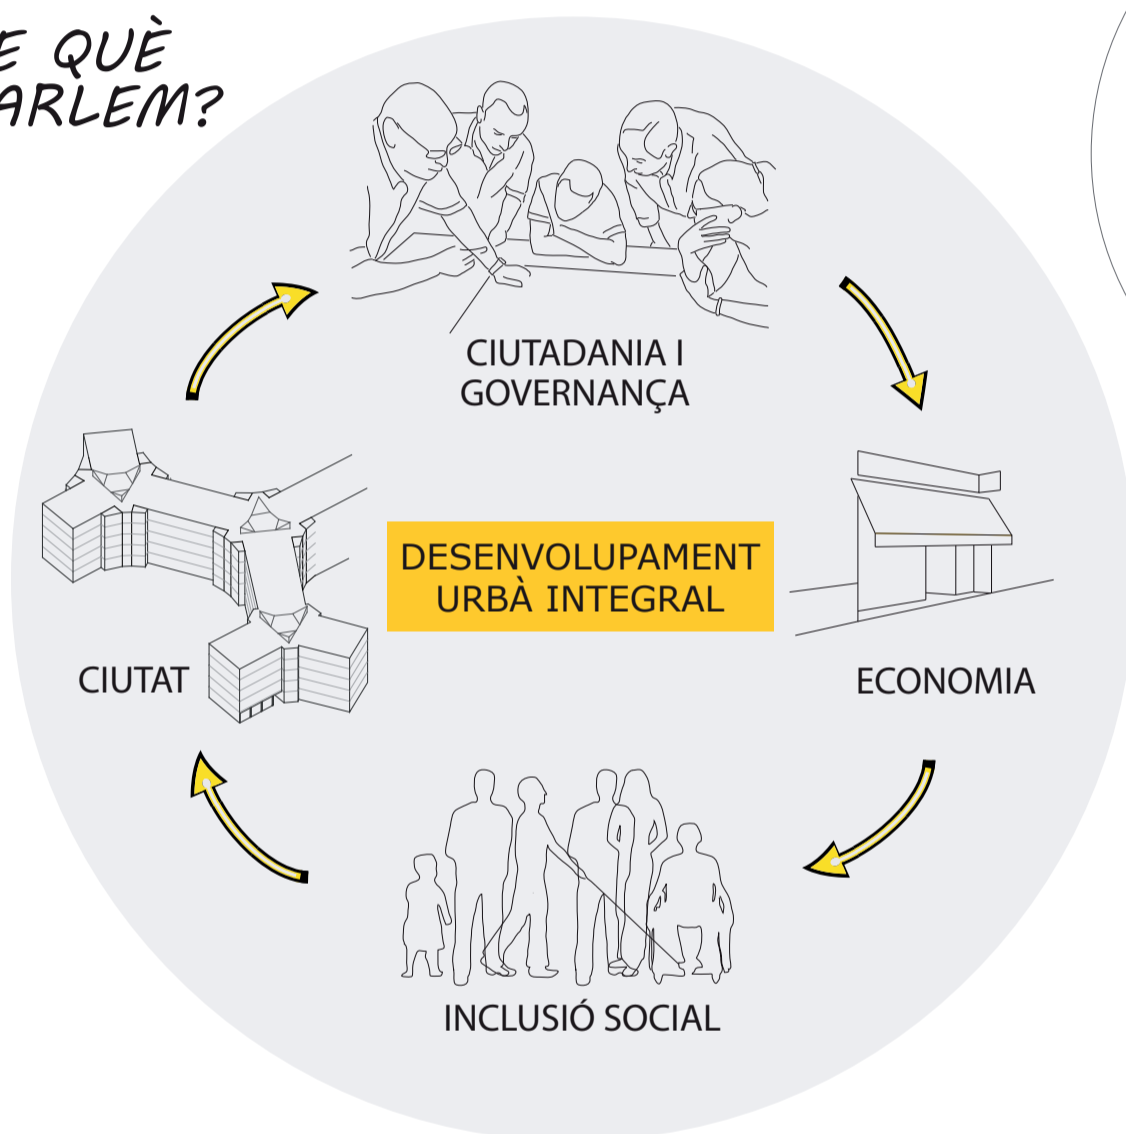 E QUÈ
ARLEM?
CIUTADANIA I
GOVERNANÇA
DESENVOLUPAMENT
URBÀ INTEGRAL
CIUTAT
ECONOMIA
INCLUSIÓ SOCIAL